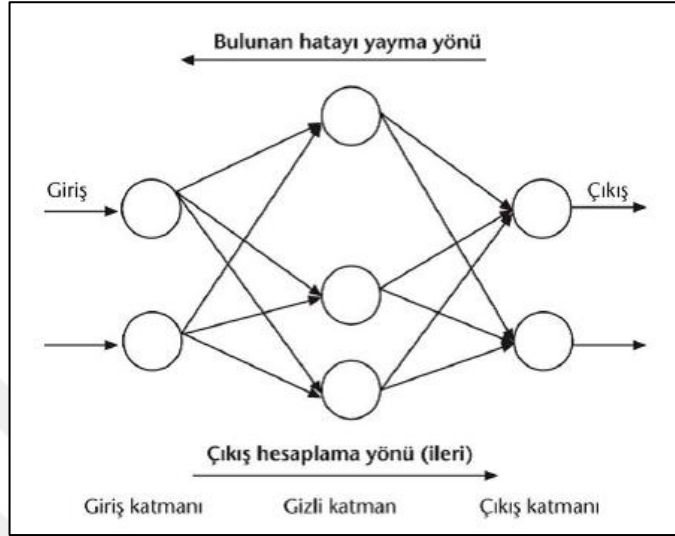 Bulunan hatayı yayma yönü
Giriş
Çıkış
Çıkış hesaplama yönü (ileri)
Giriş katmanı
Gizli katman
Çıkış katmanı